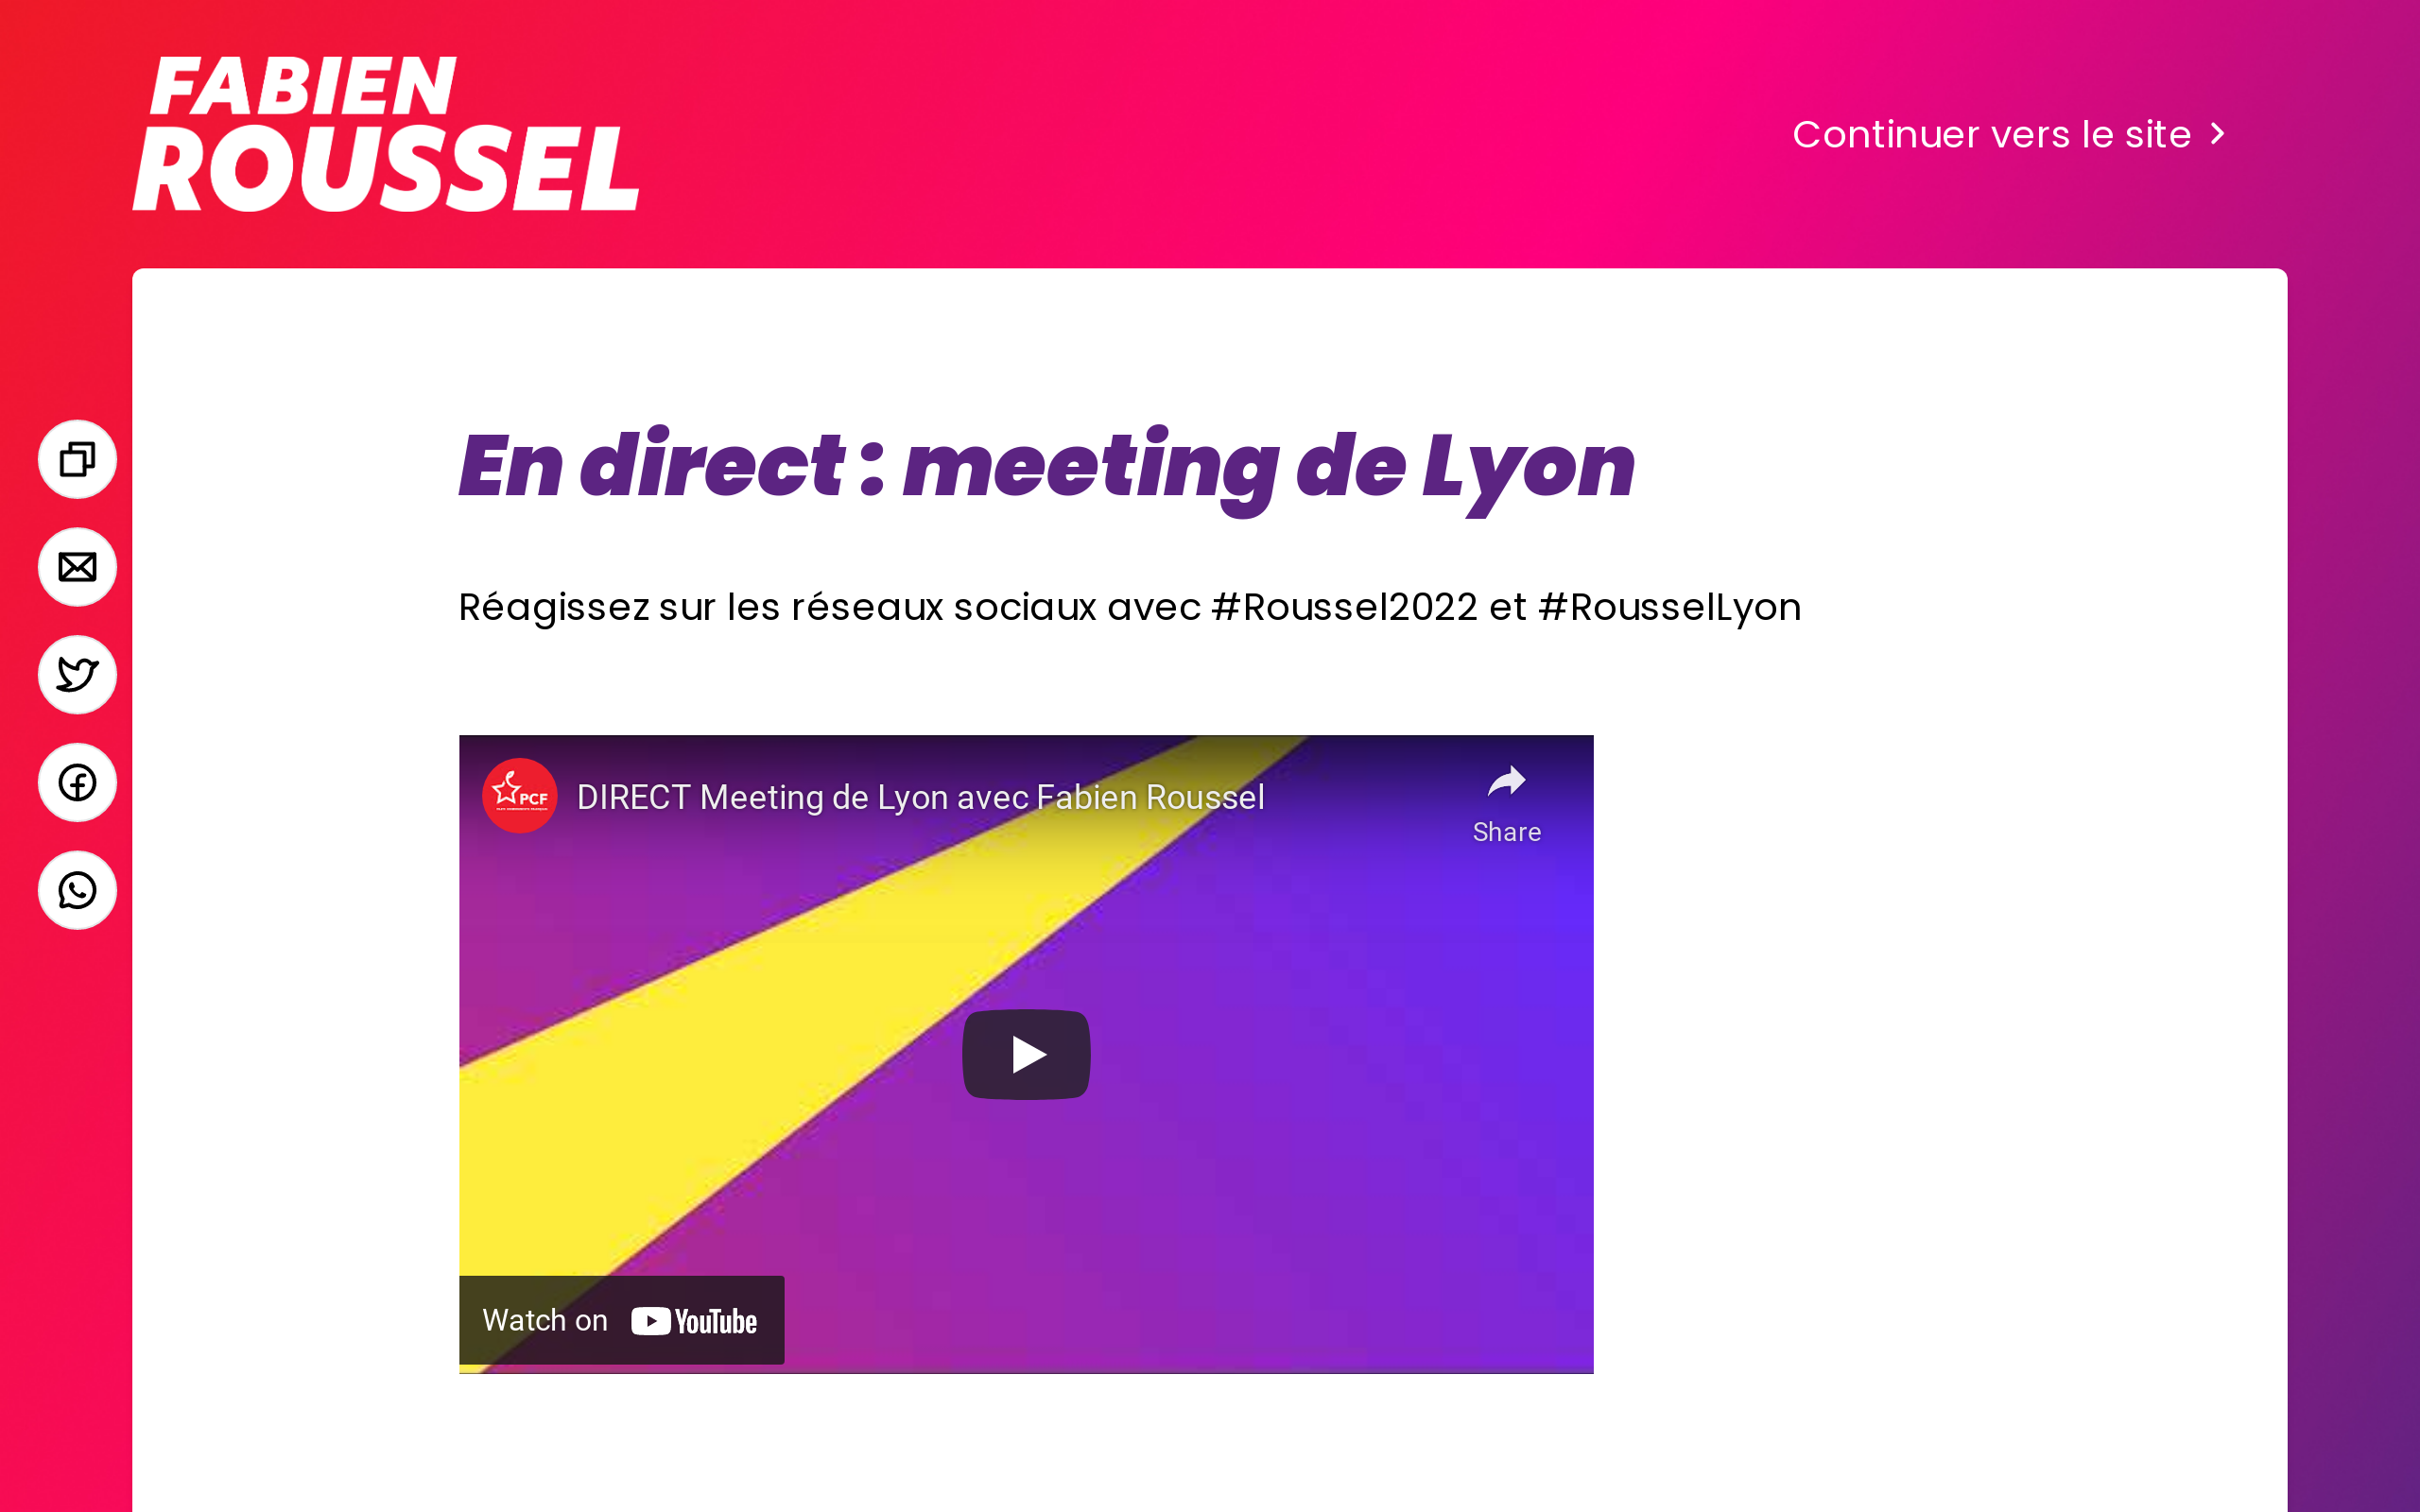 FABIEN
ROUSSEL
Continuer vers le site
En direct : meeting de Lyon
Réagissez sur les réseaux sociaux avec #Roussel2022 et #RousselLyon
PCF
DIRECT Meeting de Lyon avec Fabien Roussel
Share
Watch on YouTube